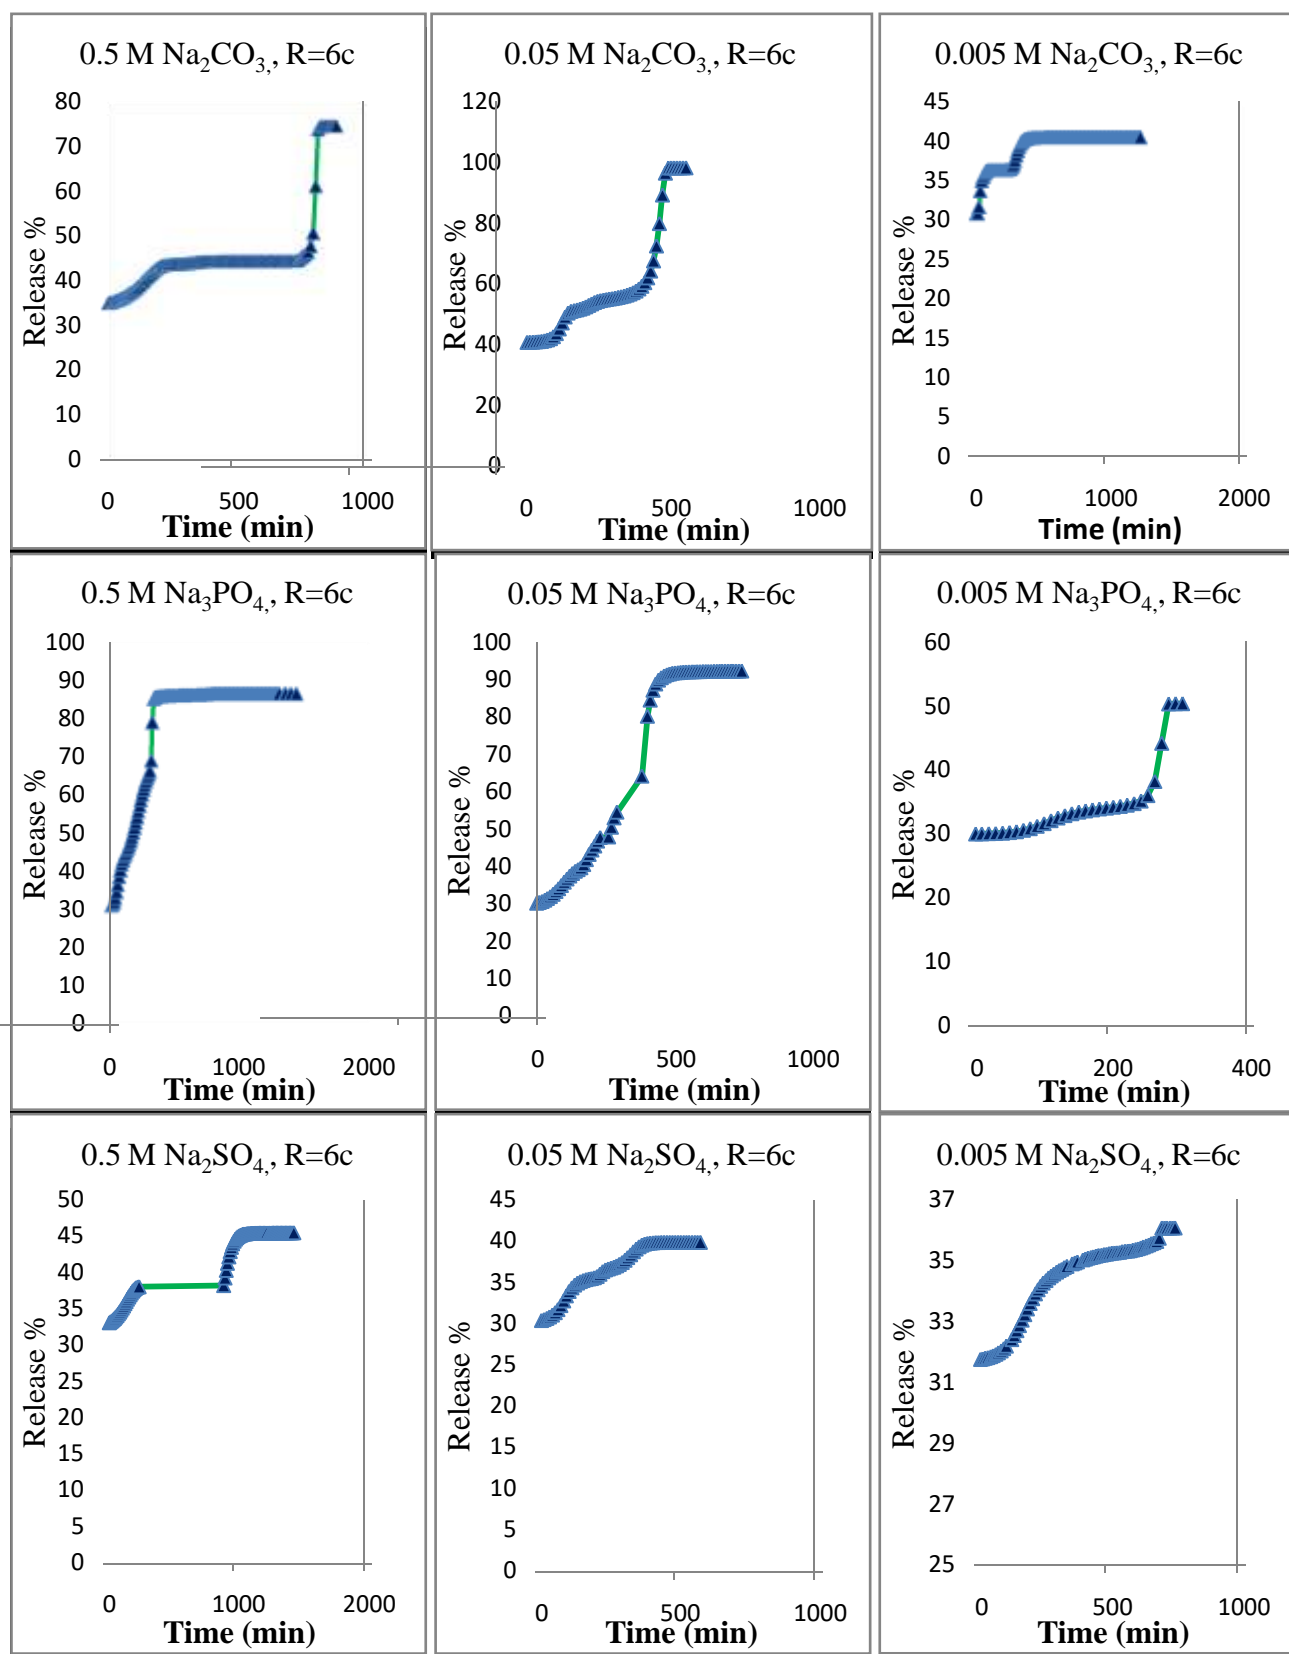 0.5 M Na₂CO₃,, R=6c
80
70
60
50
40
30
20
10
0
Release %
0 500 1000
Time (min)
0.05 M Na₂CO₃,, R=6c
120
100
80
60
40
20
0
Release %
0 500 1000
Time (min)
0.005 M Na₂CO₃,, R=6c
45
40
35
30
25
20
15
10
5
0
Release %
0 1000 2000
Time (min)
0.5 M Na₃PO₄,, R=6c
100
90
80
70
60
50
40
30
20
10
0
Release %
0 1000 2000
Time (min)
0.05 M Na₃PO₄,, R=6c
100
90
80
70
60
50
40
30
20
10
0
Release %
0 500 1000
Time (min)
0.005 M Na₃PO₄,, R=6c
60
50
40
30
20
10
0
Release %
0 200 400
Time (min)
0.5 M Na₂SO₄,, R=6c
50
45
40
35
30
25
20
15
10
5
0
Release %
0 1000 2000
Time (min)
0.05 M Na₂SO₄,, R=6c
45
40
35
30
25
20
15
10
5
0
Release %
0 500 1000
Time (min)
0.005 M Na₂SO₄,, R=6c
37
35
33
31
29
27
25
Release %
0 500 1000
Time (min)